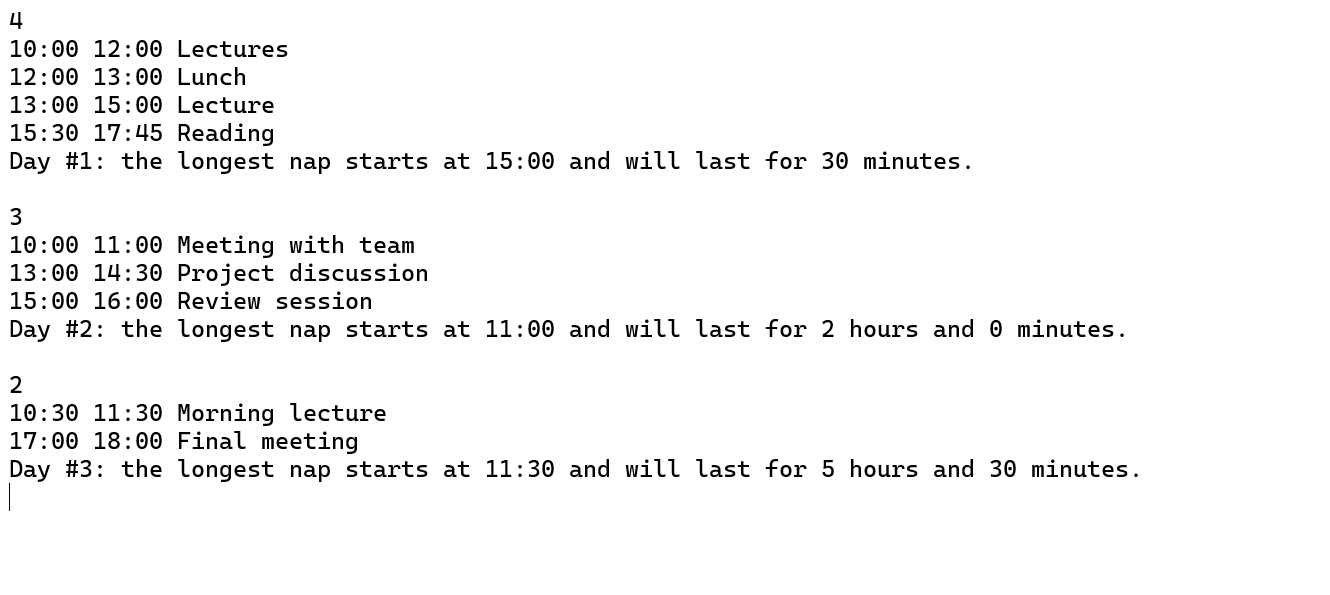 4
10:00 12:00 Lectures
12:00 13:00 Lunch
13:00 15:00 Lecture
15:30 17:45 Reading
Day #1: the longest nap starts at 15:00 and will last for 30 minutes.
3
10:00 11:00 Meeting with team
13:00 14:30 Project discussion
15:00 16:00 Review session
Day #2: the longest nap starts at 11:00 and will last for 2 hours and 0 minutes.
2
10:30 11:30 Morning lecture
17:00 18:00 Final meeting
Day #3: the longest nap starts at 11:30 and will last for 5 hours and 30 minutes.